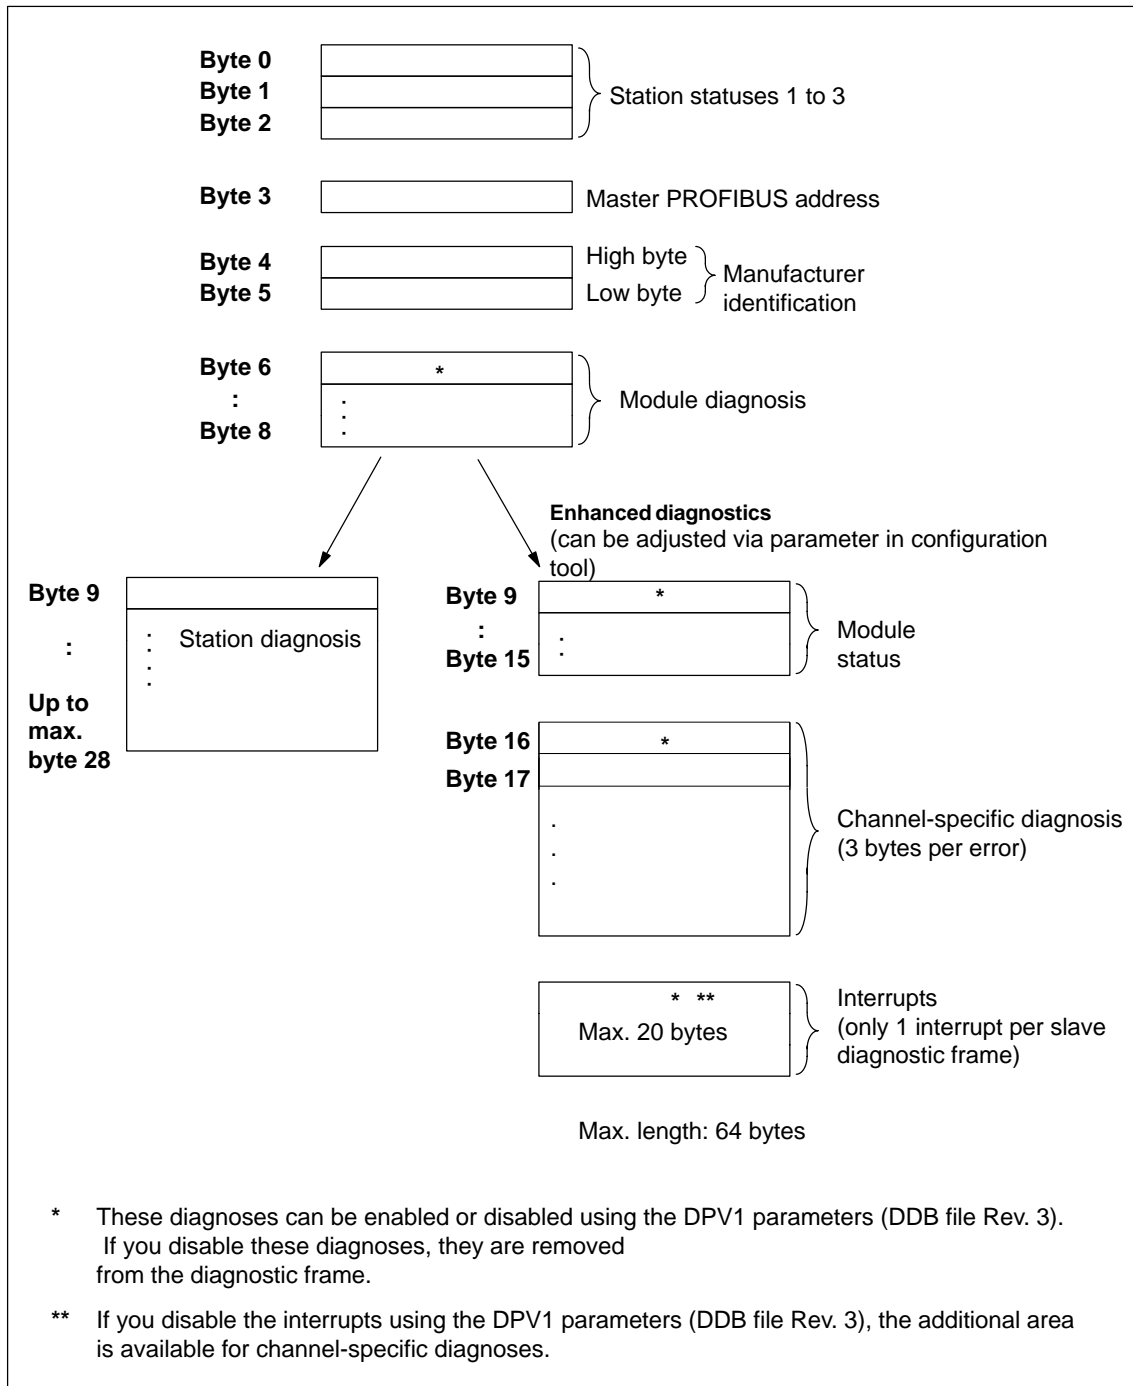 Byte 0
Byte 1
Byte 2
Station statuses 1 to 3
Byte 3
Master PROFIBUS address
Byte 4
High byte
Byte 5
Low byte
Manufacturer
identification
Byte 6
*
:
Byte 8
Module diagnosis
Enhanced diagnostics
(can be adjusted via parameter in configuration
tool)
Byte 9
:
Up to
max.
byte 28
Station diagnosis
Byte 9
*
:
Byte 15
Module
status
Byte 16
*
Byte 17
Channel-specific diagnosis
(3 bytes per error)
* **
Max. 20 bytes
Interrupts
(only 1 interrupt per slave
diagnostic frame)
Max. length: 64 bytes
* These diagnoses can be enabled or disabled using the DPV1 parameters (DDB file Rev. 3).
If you disable these diagnoses, they are removed
from the diagnostic frame.
** If you disable the interrupts using the DPV1 parameters (DDB file Rev. 3), the additional area
is available for channel-specific diagnoses.